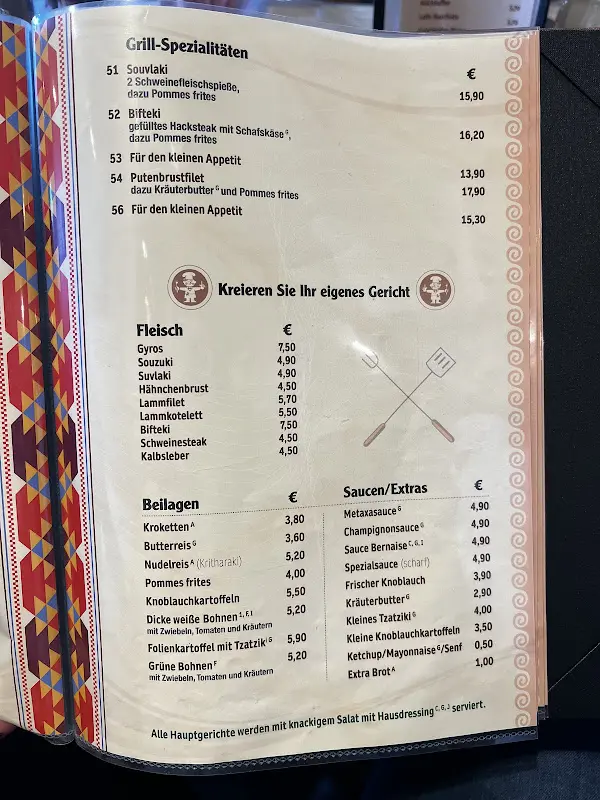 Grill-Spezialitäten
€
51 Souvlaki
2 Schweinefleischspieße,
dazu Pommes frites 15,90
52 Bifteki
gefülltes Hacksteak mit Schafskäse G,
dazu Pommes frites 16,20
53 Für den kleinen Appetit 13,90
54 Putenbrustfilet
dazu Kräuterbutter G und Pommes frites 17,90
56 Für den kleinen Appetit 15,30
Kreieren Sie Ihr eigenes Gericht
Fleisch €
Gyros 7,50
Souzuki 4,90
Suvlaki 4,90
Hähnchenbrust 4,50
Lammfilet 5,70
Lammkotelett 5,50
Bifteki 7,50
Schweinesteak 4,50
Kalbsleber 4,50
Beilagen €
Kroketten A 3,80
Butterreis G 3,60
Nudelreis A (Kritharaki) 5,20
Pommes frites 4,00
Knoblauchkartoffeln 5,50
Dicke weiße Bohnen 1, F, I 5,20
mit Zwiebeln, Tomaten und Kräutern
Folienkartoffel mit Tzatziki G 5,90
Grüne Bohnen F 5,20
mit Zwiebeln, Tomaten und Kräutern
Saucen/Extras €
Metaxasauce G 4,90
Champignonsauce G 4,90
Sauce Bernaise C, G, J 4,90
Spezialsauce (scharf) 4,90
Frischer Knoblauch 3,90
Kräuterbutter G 2,90
Kleines Tzatziki G 4,00
Kleine Knoblauchkartoffeln 3,50
Ketchup/Mayonnaise G/Senf 0,50
Extra Brot A 1,00
Alle Hauptgerichte werden mit knackigem Salat mit Hausdressing C, G, J serviert.